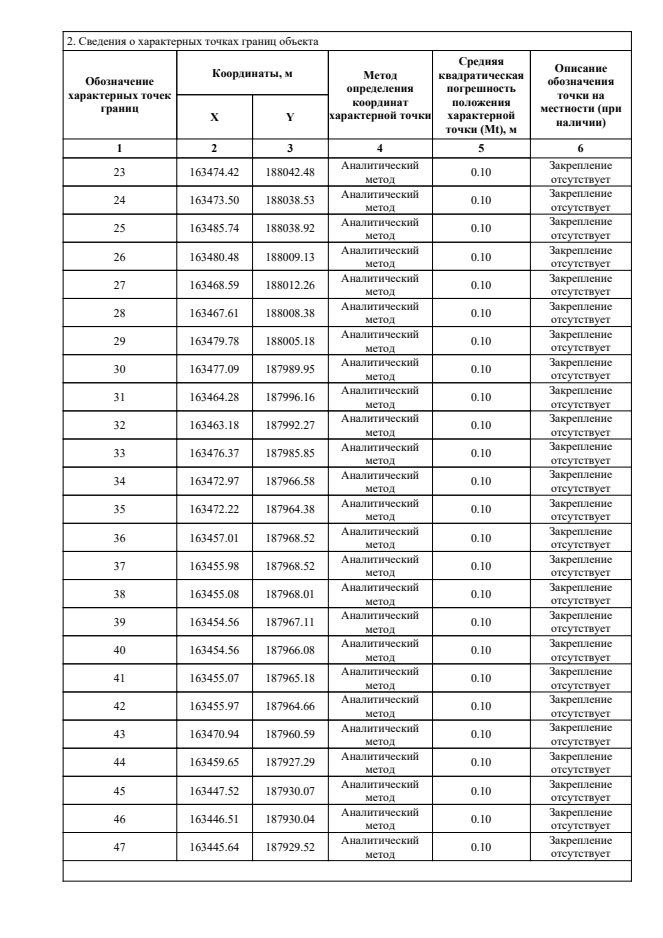 2. Сведения о характерных точках границ объекта
Обозначение характерных точек границ | Координаты, м | Метод определения координат характерной точки | Средняя квадратическая погрешность положения характерной точки (Mt), м | Описание обозначения точки на местности (при наличии)
X | Y
1 | 2 | 3 | 4 | 5 | 6
23 | 163474.42 | 188042.48 | Аналитический метод | 0.10 | Закрепление отсутствует
24 | 163473.50 | 188038.53 | Аналитический метод | 0.10 | Закрепление отсутствует
25 | 163485.74 | 188038.92 | Аналитический метод | 0.10 | Закрепление отсутствует
26 | 163480.48 | 188009.13 | Аналитический метод | 0.10 | Закрепление отсутствует
27 | 163468.59 | 188012.26 | Аналитический метод | 0.10 | Закрепление отсутствует
28 | 163467.61 | 188008.38 | Аналитический метод | 0.10 | Закрепление отсутствует
29 | 163479.78 | 188005.18 | Аналитический метод | 0.10 | Закрепление отсутствует
30 | 163477.09 | 187989.95 | Аналитический метод | 0.10 | Закрепление отсутствует
31 | 163464.28 | 187996.16 | Аналитический метод | 0.10 | Закрепление отсутствует
32 | 163463.18 | 187992.27 | Аналитический метод | 0.10 | Закрепление отсутствует
33 | 163476.37 | 187985.85 | Аналитический метод | 0.10 | Закрепление отсутствует
34 | 163472.97 | 187966.58 | Аналитический метод | 0.10 | Закрепление отсутствует
35 | 163472.22 | 187964.38 | Аналитический метод | 0.10 | Закрепление отсутствует
36 | 163457.01 | 187968.52 | Аналитический метод | 0.10 | Закрепление отсутствует
37 | 163455.98 | 187968.52 | Аналитический метод | 0.10 | Закрепление отсутствует
38 | 163455.08 | 187968.01 | Аналитический метод | 0.10 | Закрепление отсутствует
39 | 163454.56 | 187967.11 | Аналитический метод | 0.10 | Закрепление отсутствует
40 | 163454.56 | 187966.08 | Аналитический метод | 0.10 | Закрепление отсутствует
41 | 163455.07 | 187965.18 | Аналитический метод | 0.10 | Закрепление отсутствует
42 | 163455.97 | 187964.66 | Аналитический метод | 0.10 | Закрепление отсутствует
43 | 163470.94 | 187960.59 | Аналитический метод | 0.10 | Закрепление отсутствует
44 | 163459.65 | 187927.29 | Аналитический метод | 0.10 | Закрепление отсутствует
45 | 163447.52 | 187930.07 | Аналитический метод | 0.10 | Закрепление отсутствует
46 | 163446.51 | 187930.04 | Аналитический метод | 0.10 | Закрепление отсутствует
47 | 163445.64 | 187929.52 | Аналитический метод | 0.10 | Закрепление отсутствует